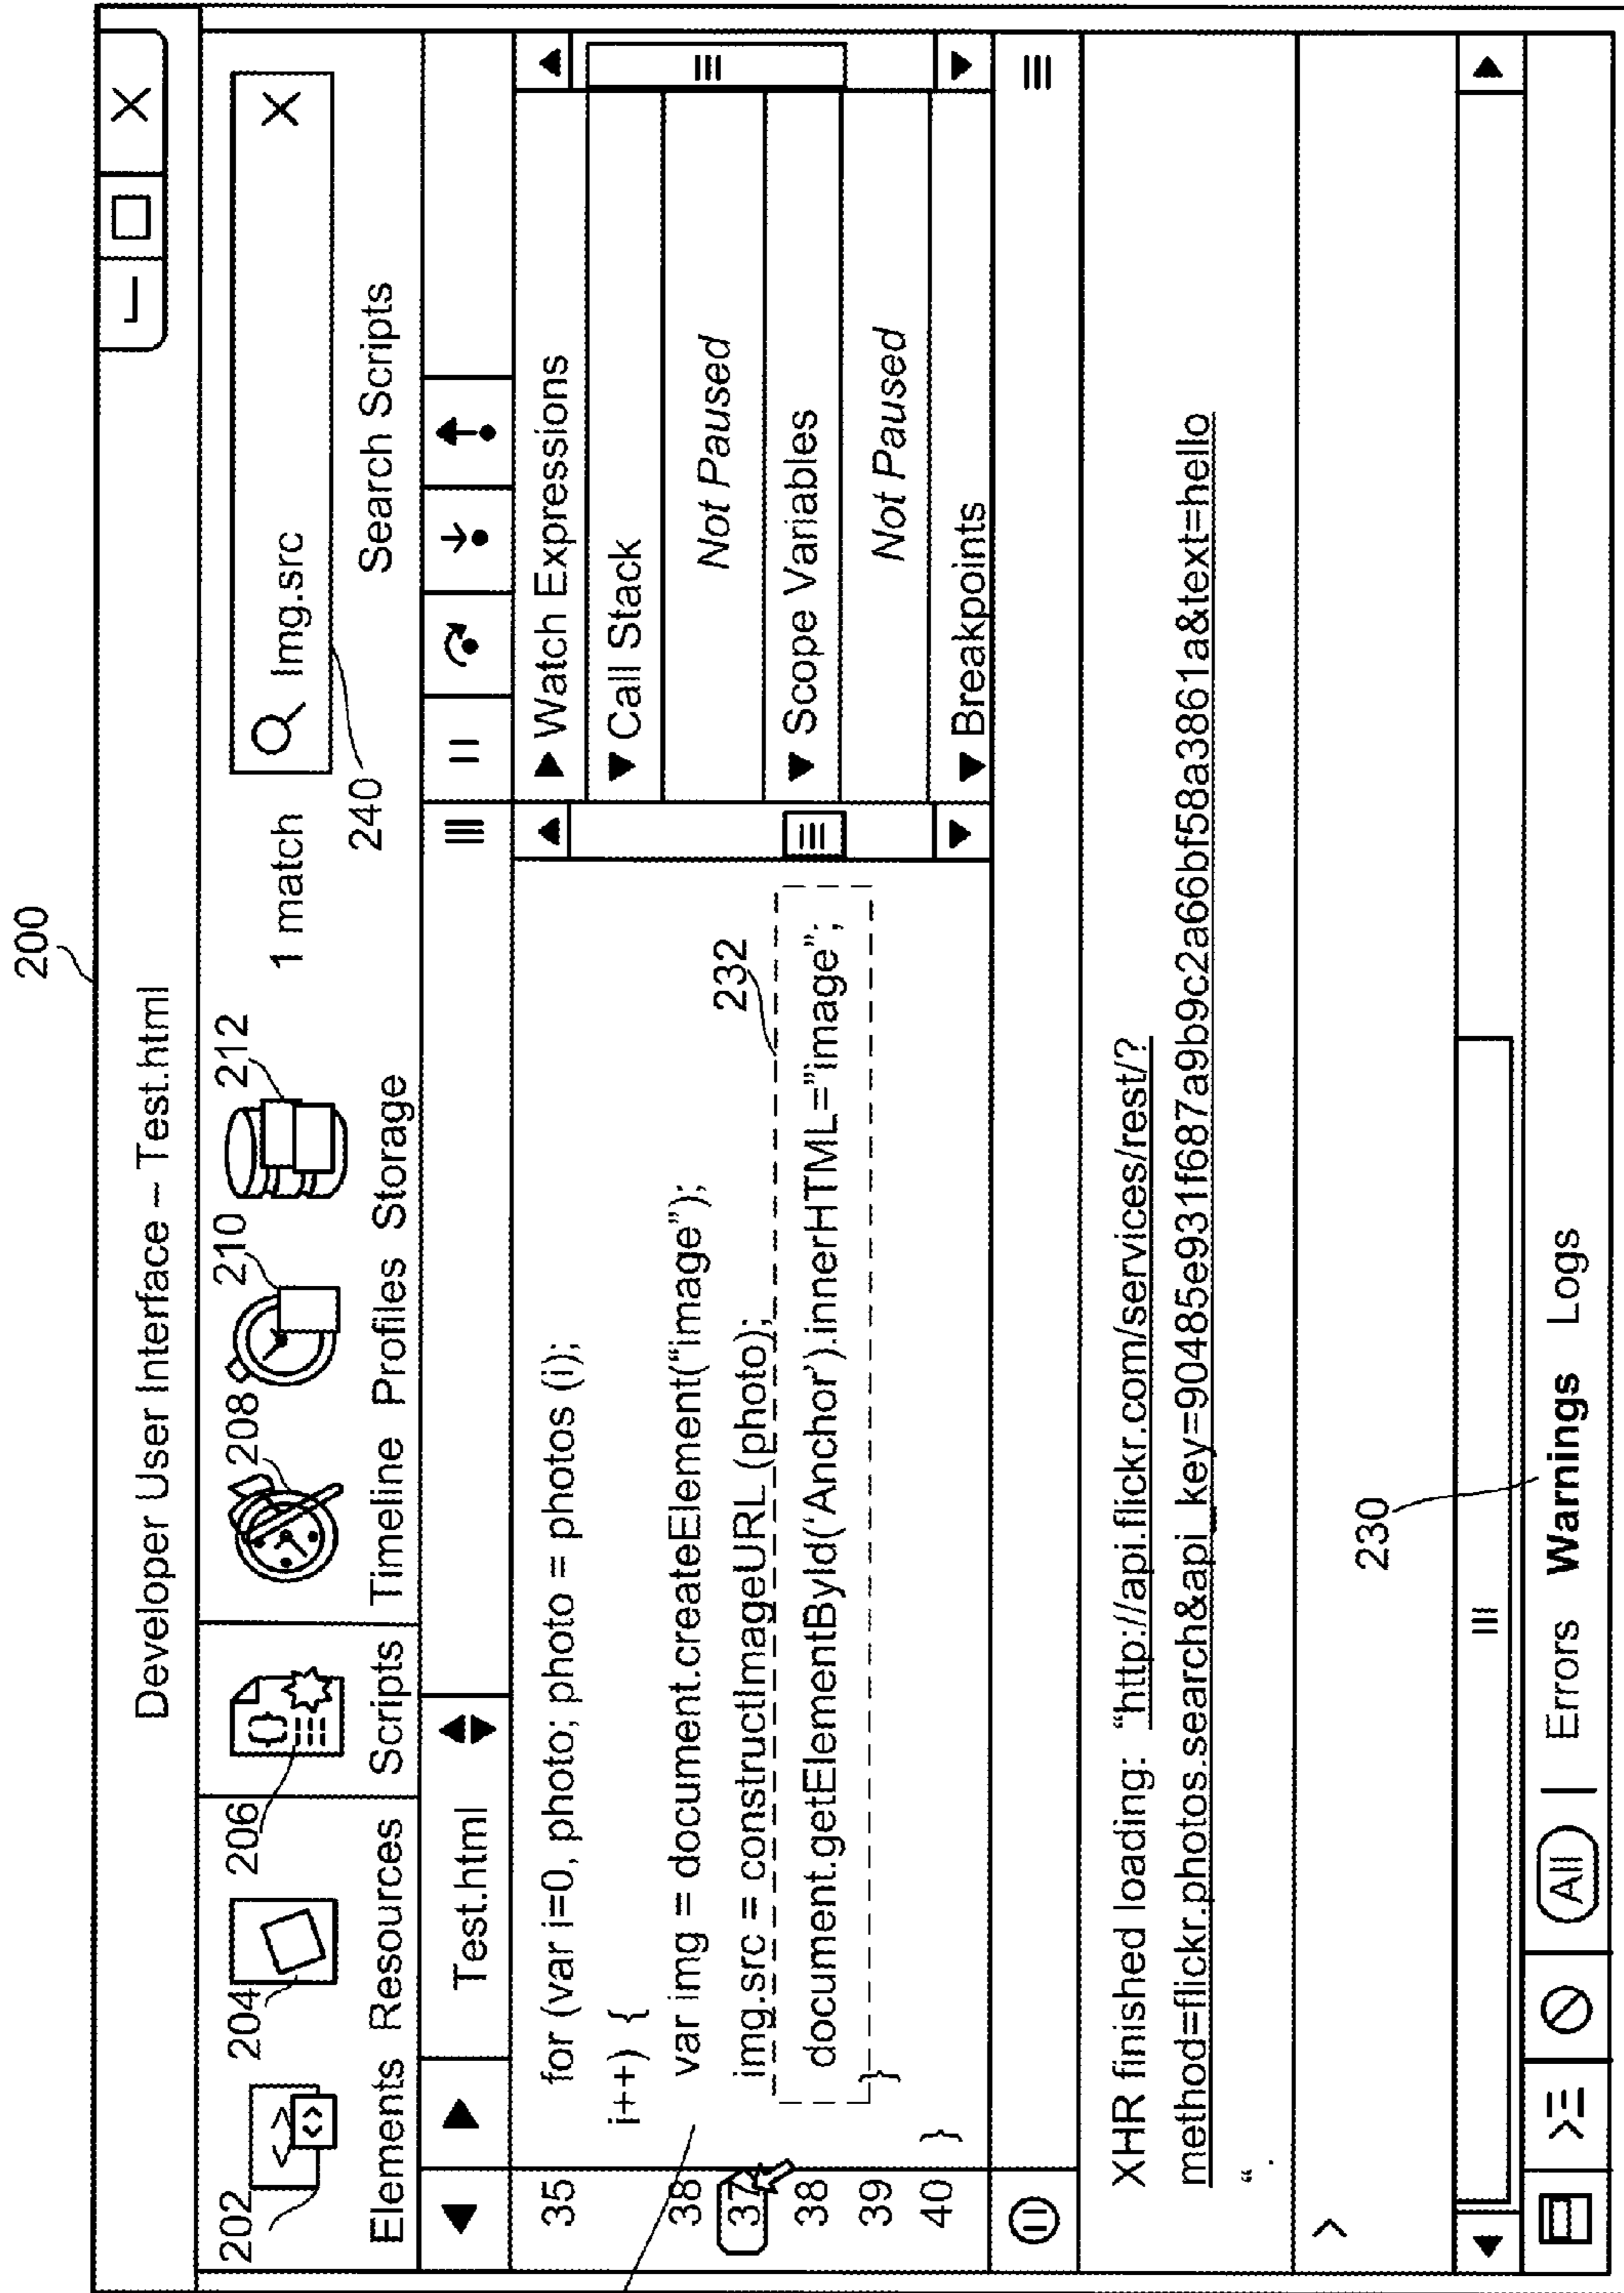 200
Developer User Interface – Test.html
202
204
206
208
210
212
Elements
Resources
Scripts
Timeline
Profiles
Storage
1 match
Img.src
240
Search Scripts
Test.html
35
for (var i=0, photo; photo = photos (i);
i++) {
38
var img = document.createElement("image");
37
img.src = constructImageURL (photo);
232
38
document.getElementById('Anchor').innerHTML="image";
39
}
40
}
Watch Expressions
Call Stack
Not Paused
Scope Variables
Not Paused
Breakpoints
XHR finished loading: "http://api.flickr.com/services/rest/?
method=flickr.photos.search&api_key=90485e931f687a9b9c2a66bf58a3861a&text=hello
“ .
>
230
>=
All | Errors Warnings Logs